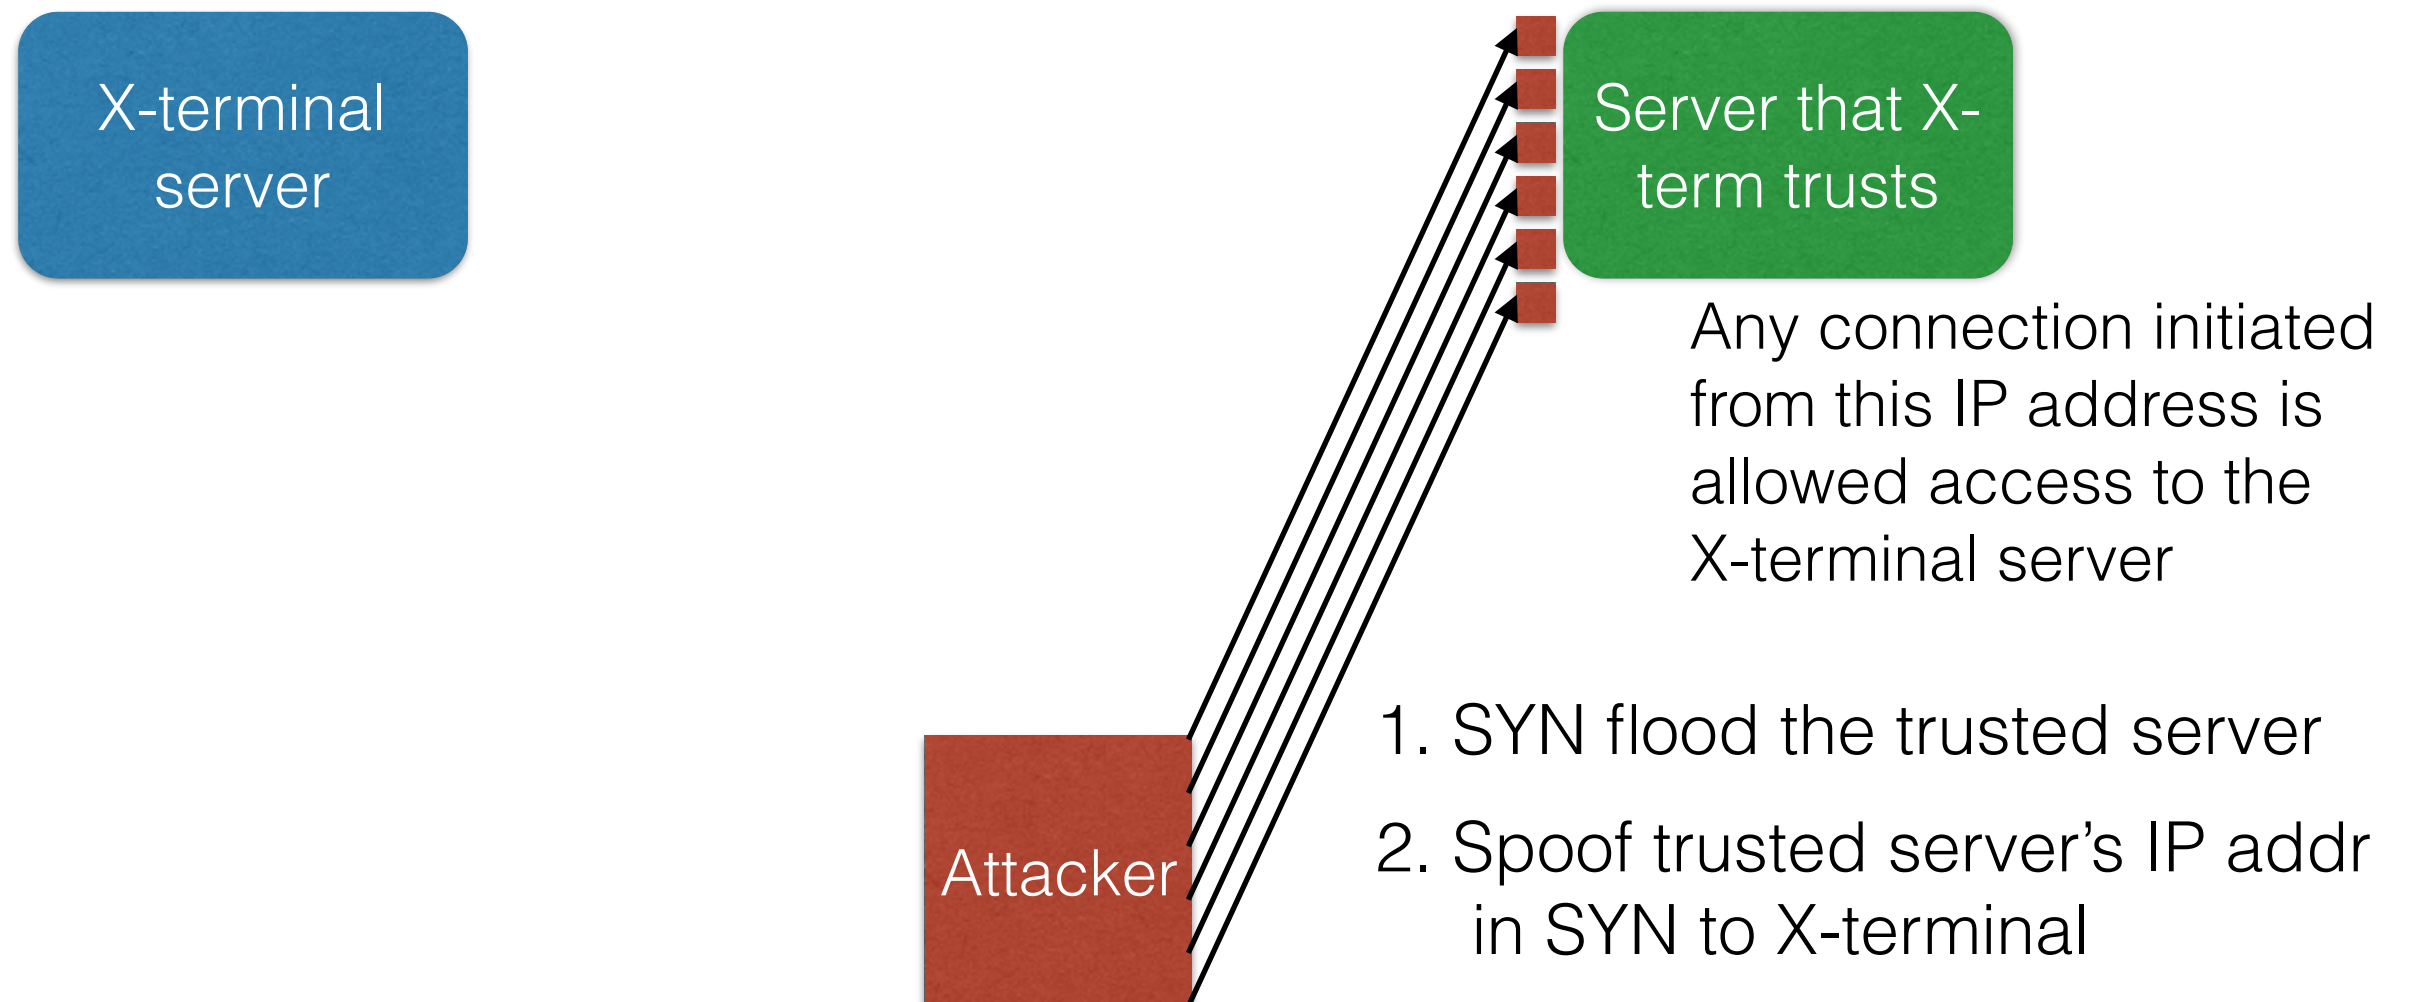 X-terminal
server
Server that X-
term trusts
Any connection initiated
from this IP address is
allowed access to the
X-terminal server
Attacker
1. SYN flood the trusted server
2. Spoof trusted server’s IP addr
in SYN to X-terminal